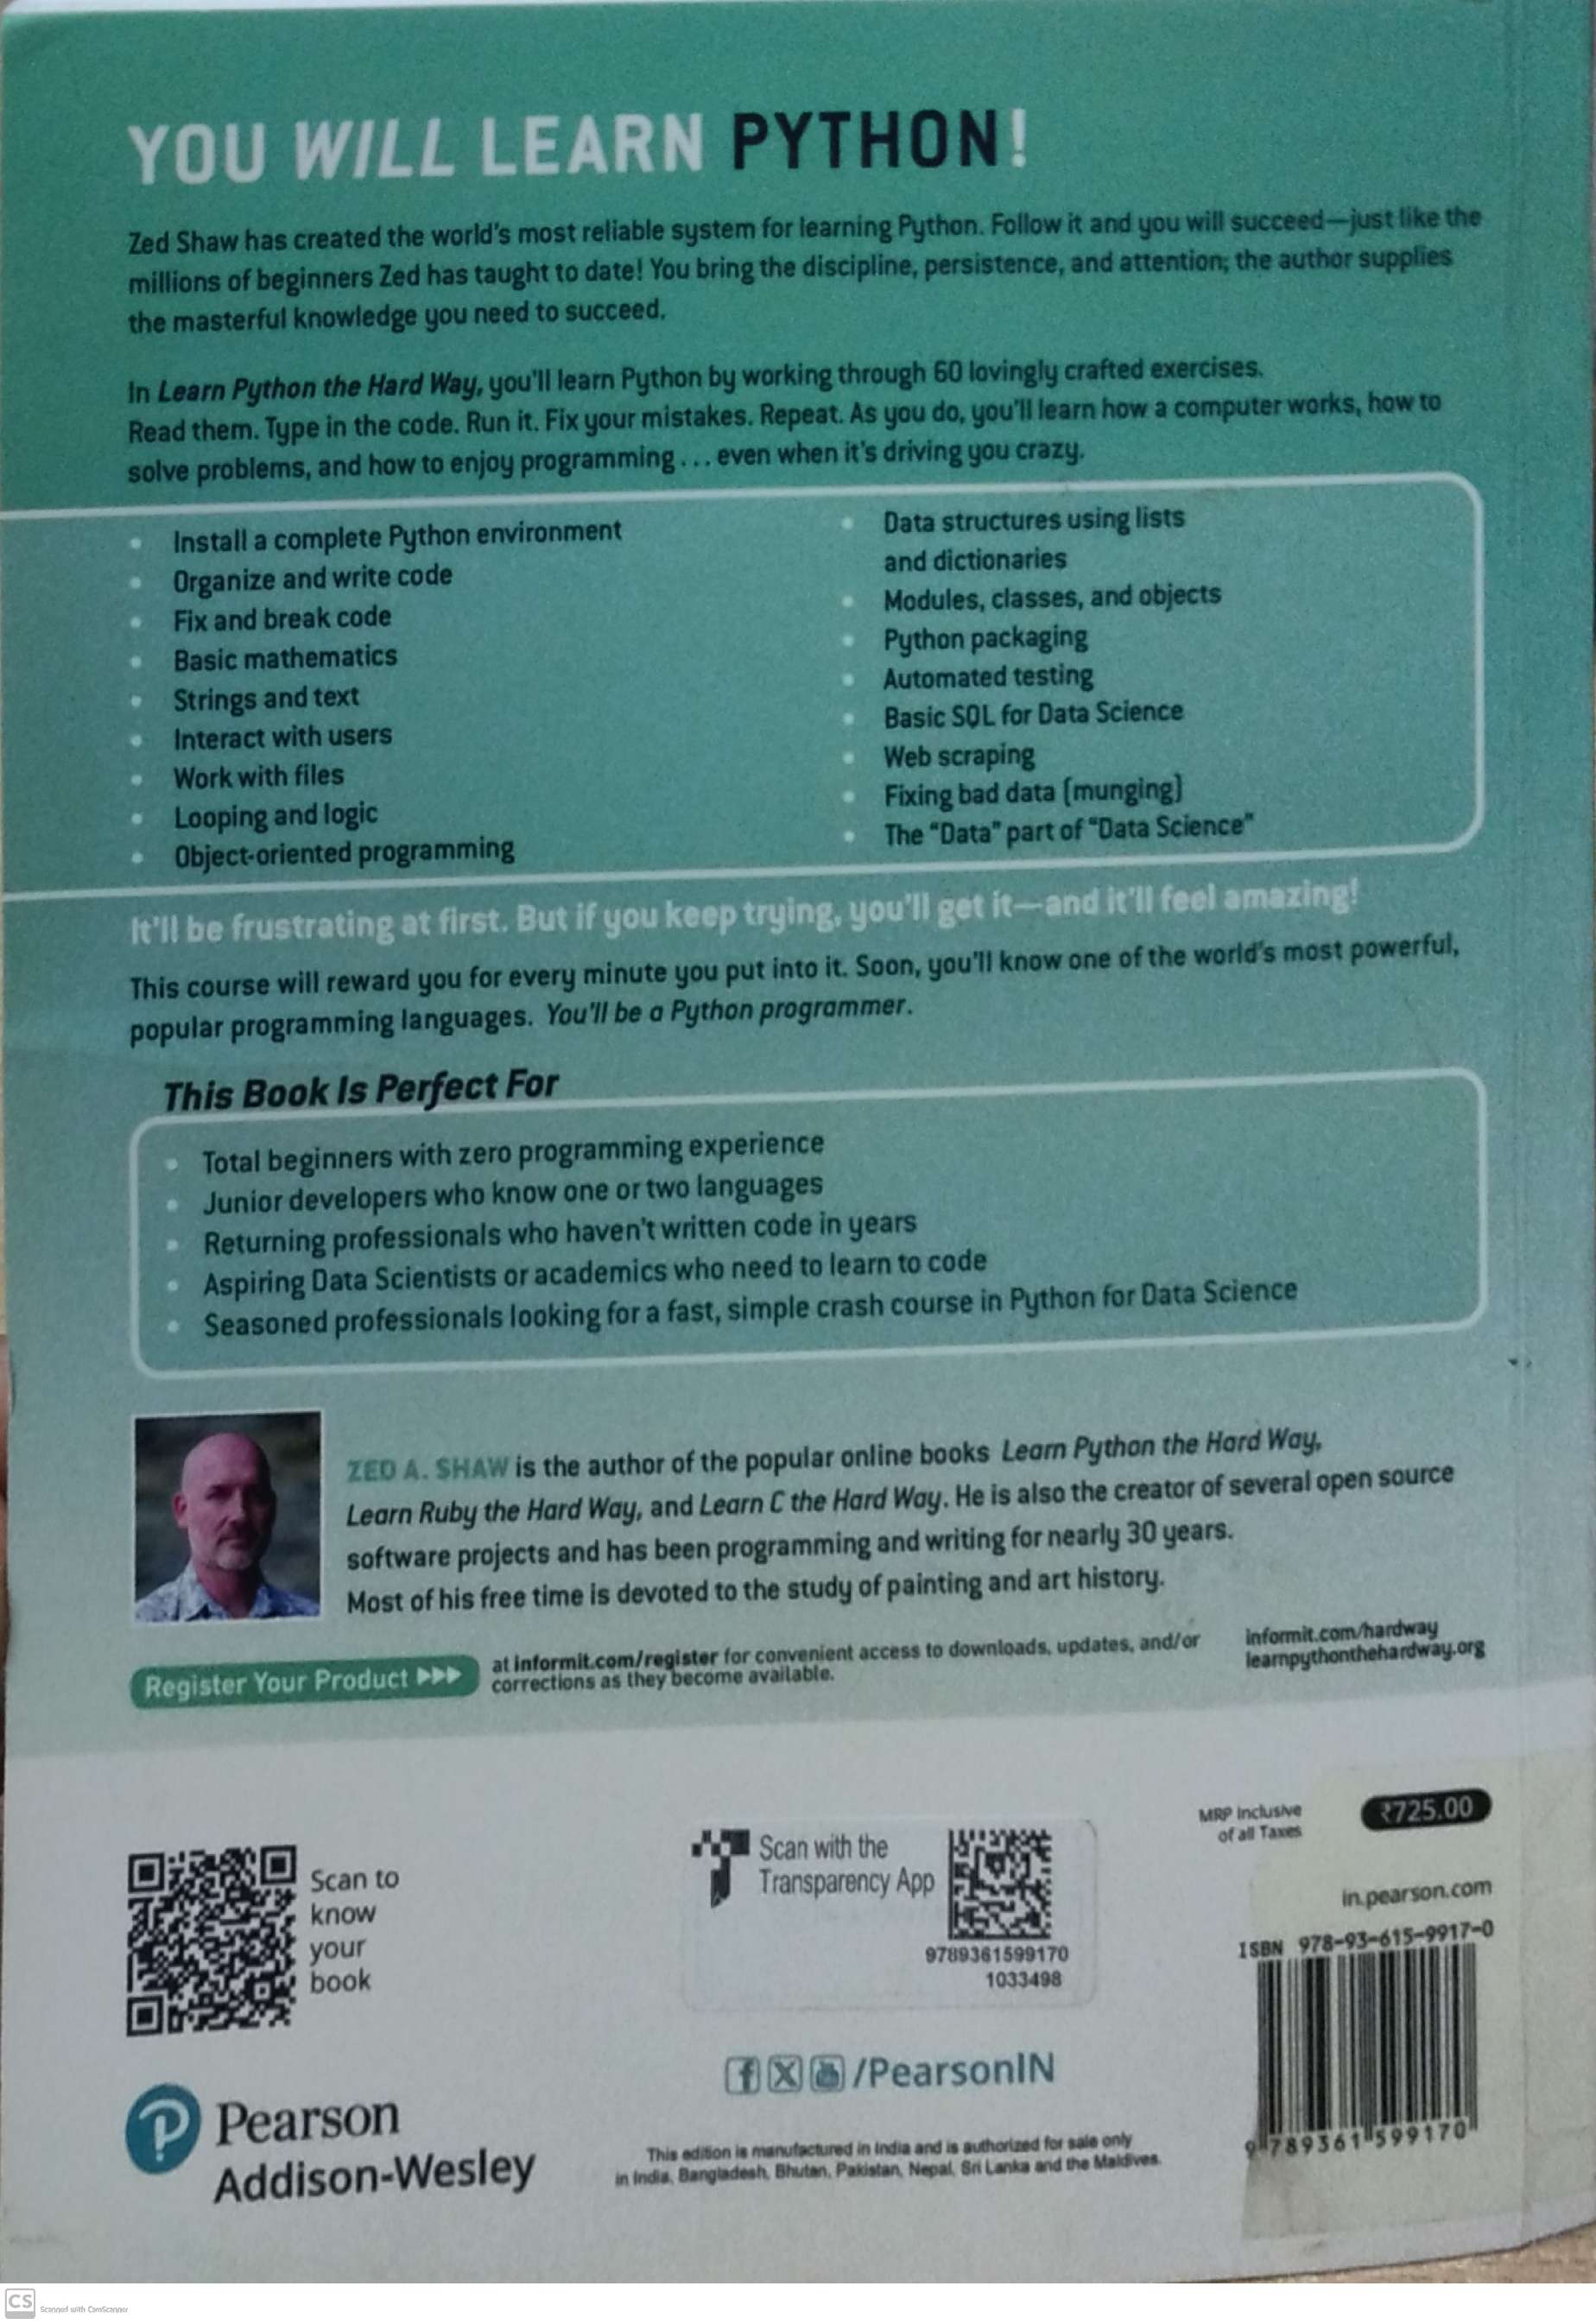 YOU WILL LEARN PYTHON!
Zed Shaw has created the world's most reliable system for learning Python. Follow it and you will succeed—just like the
millions of beginners Zed has taught to date! You bring the discipline, persistence, and attention; the author supplies
the masterful knowledge you need to succeed.
In Learn Python the Hard Way, you'll learn Python by working through 60 lovingly crafted exercises.
Read them. Type in the code. Run it. Fix your mistakes. Repeat. As you do, you'll learn how a computer works, how to
solve problems, and how to enjoy programming . . . even when it's driving you crazy.
• Install a complete Python environment
• Organize and write code
• Fix and break code
• Basic mathematics
• Strings and text
• Interact with users
• Work with files
• Looping and logic
• Object-oriented programming
• Data structures using lists
and dictionaries
• Modules, classes, and objects
• Python packaging
• Automated testing
• Basic SQL for Data Science
• Web scraping
• Fixing bad data (munging)
• The "Data" part of "Data Science"
It'll be frustrating at first. But if you keep trying, you'll get it—and it'll feel amazing!
This course will reward you for every minute you put into it. Soon, you'll know one of the world's most powerful,
popular programming languages. You'll be a Python programmer.
This Book Is Perfect For
• Total beginners with zero programming experience
• Junior developers who know one or two languages
• Returning professionals who haven't written code in years
• Aspiring Data Scientists or academics who need to learn to code
• Seasoned professionals looking for a fast, simple crash course in Python for Data Science
ZED A. SHAW is the author of the popular online books Learn Python the Hard Way,
Learn Ruby the Hard Way, and Learn C the Hard Way. He is also the creator of several open source
software projects and has been programming and writing for nearly 30 years.
Most of his free time is devoted to the study of painting and art history.
Register Your Product
at informit.com/register for convenient access to downloads, updates, and/or
corrections as they become available.
informit.com/hardway
learnpythonthehardway.org
Scan to
know
your
book
Scan with the
Transparency App
9789361599170
1033498
MRP Inclusive
of all Taxes
₹725.00
in.pearson.com
ISBN 978-93-615-9917-0
9 789361 599170
/PearsonIN
Pearson
Addison-Wesley
This edition is manufactured in India and is authorized for sale only
in India, Bangladesh, Bhutan, Pakistan, Nepal, Sri Lanka and the Maldives.
CS
Scanned with CamScanner